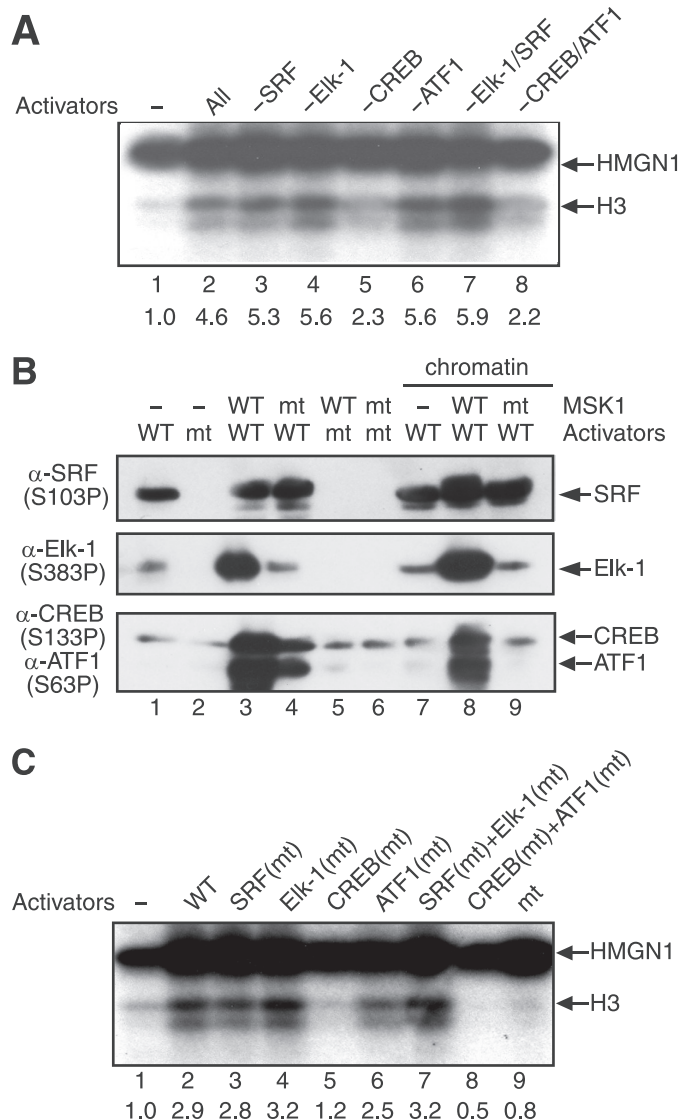 A
Activators – All –SRF –Elk-1 –CREB –ATF1 –Elk-1/SRF –CREB/ATF1
HMGN1
H3
1 2 3 4 5 6 7 8
1.0 4.6 5.3 5.6 2.3 5.6 5.9 2.2
B
chromatin
– – WT mt WT mt – WT mt MSK1
WT mt WT WT mt mt WT WT WT Activators
α-SRF
(S103P)
SRF
α-Elk-1
(S383P)
Elk-1
α-CREB
(S133P)
CREB
α-ATF1
(S63P)
ATF1
1 2 3 4 5 6 7 8 9
C
Activators – WT SRF(mt) Elk-1(mt) CREB(mt) ATF1(mt) SRF(mt)+Elk-1(mt) CREB(mt)+ATF1(mt) mt
HMGN1
H3
1 2 3 4 5 6 7 8 9
1.0 2.9 2.8 3.2 1.2 2.5 3.2 0.5 0.8